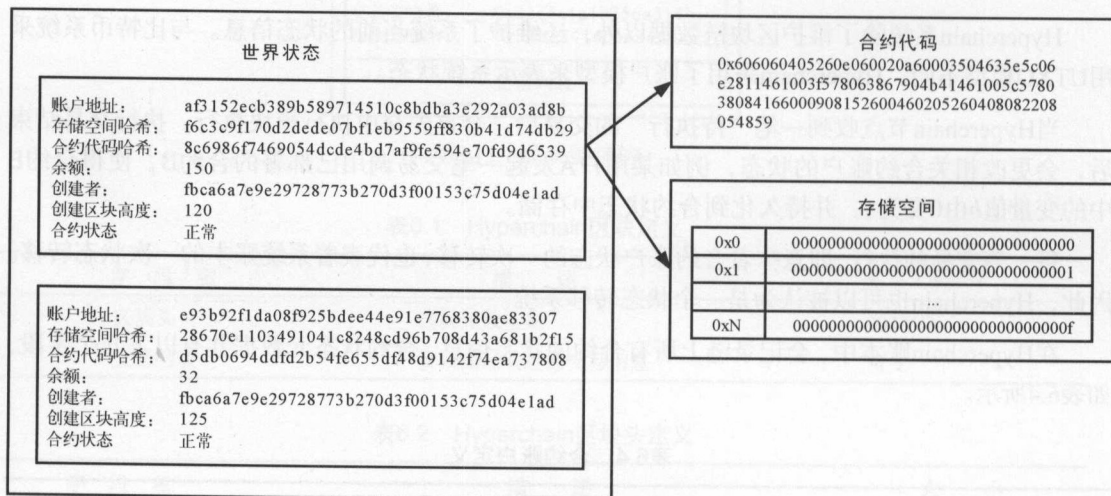 世界状态
账户地址： af3152ecb389b589714510c8bdba3e292a03ad8b
存储空间哈希： f6c3c9f170d2dede07bf1eb9559ff830b41d74db29
合约代码哈希： 8c6986f7469054dcde4bd7af9fe594e70fd9d6539
余额： 150
创建者： fbca6a7e9e29728773b270d3f00153c75d04e1ad
创建区块高度： 120
合约状态 正常
账户地址： e93b92f1da08f925bdee44e91e7768380ae83307
存储空间哈希： 28670e1103491041c8248cd96b708d43a681b2f15
合约代码哈希： d5db0694ddfd2b54fe655df48d9142f74ea737808
余额： 32
创建者： fbca6a7e9e29728773b270d3f00153c75d04e1ad
创建区块高度： 125
合约状态 正常
合约代码
0x606060405260e060020a60003504635e5c06
e2811461003f578063867904b41461005c5780
380841660009081526004602052604080822​08
054859
存储空间
0x0 00000000000000000000000000000000
0x1 00000000000000000000000000000001
0xN 0000000000000000000000000000000f